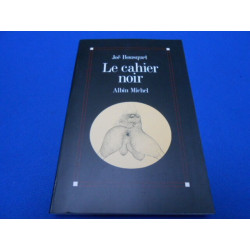 Joë Bousquet
Le cahier
noir
Albin Michel